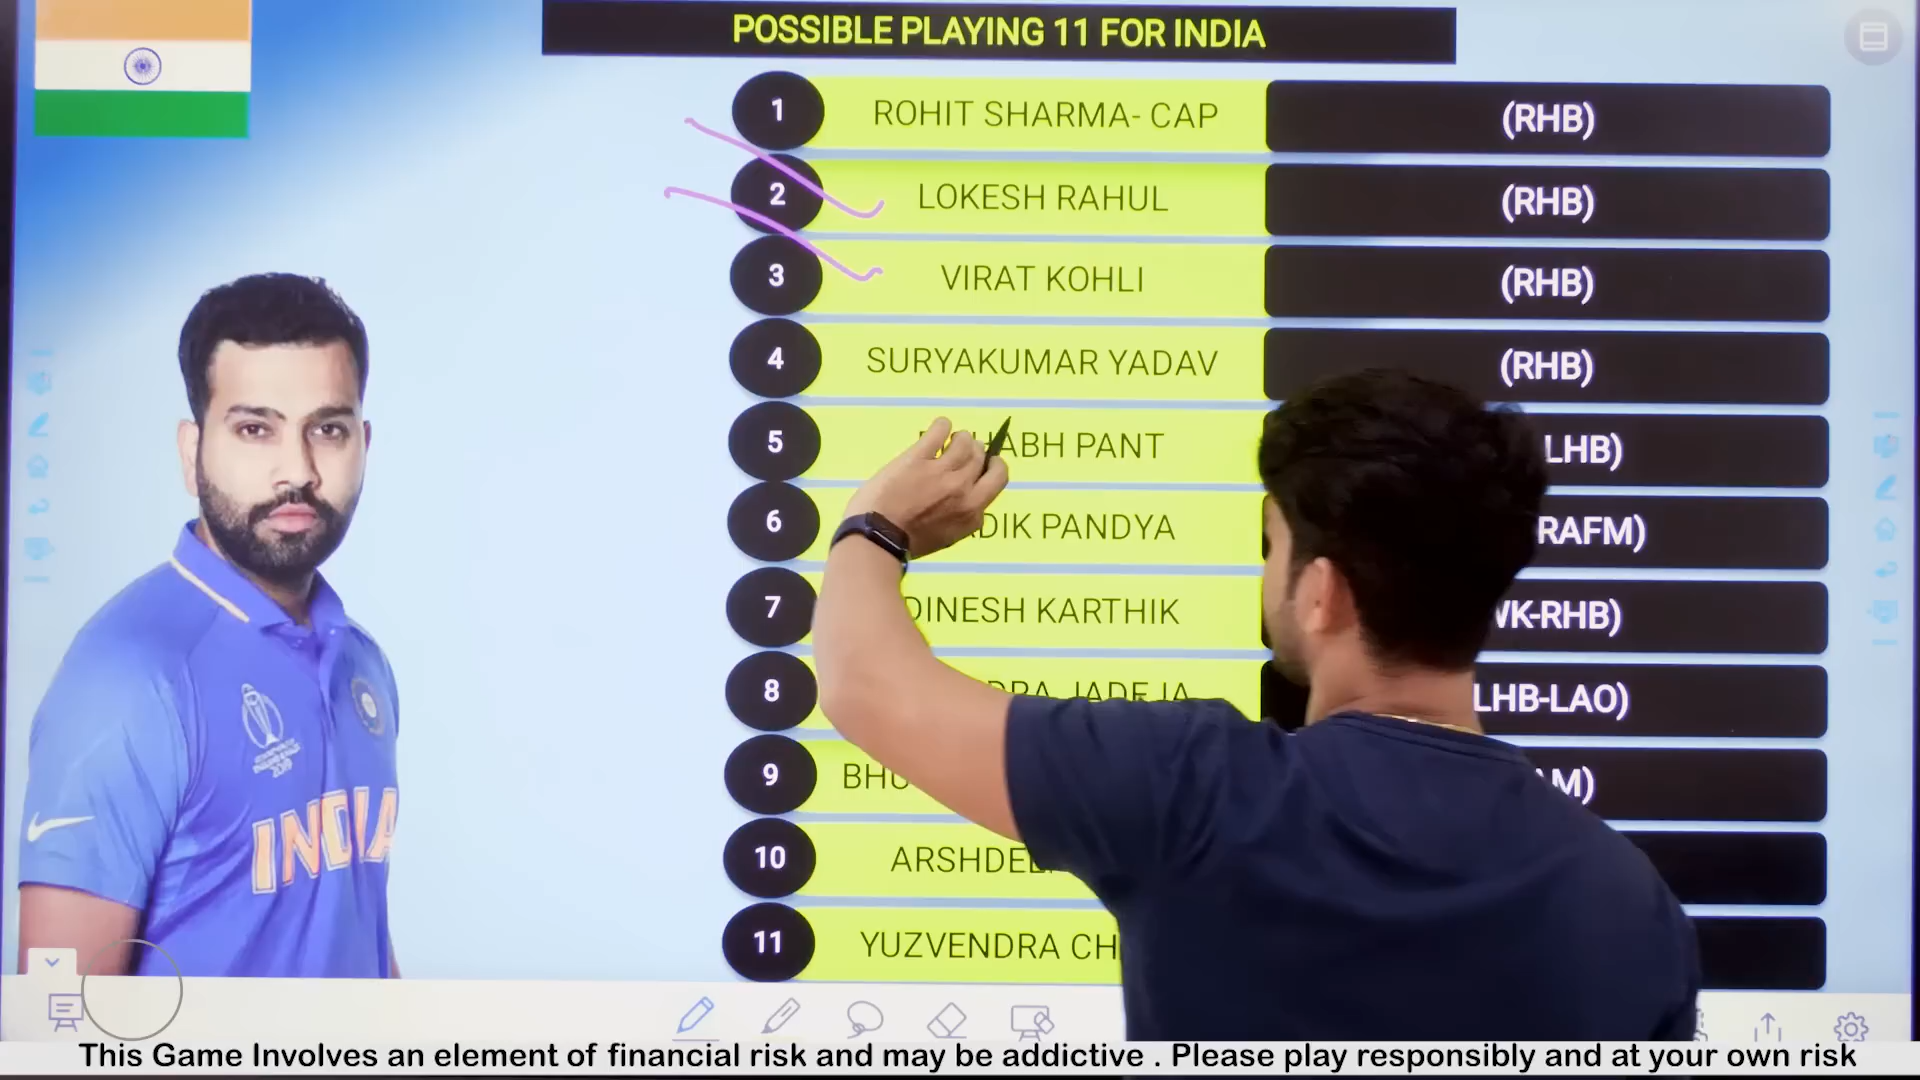 POSSIBLE PLAYING 11 FOR INDIA
1 ROHIT SHARMA- CAP (RHB)
2 LOKESH RAHUL (RHB)
3 VIRAT KOHLI (RHB)
4 SURYAKUMAR YADAV (RHB)
5 PANT LHB)
6 PANDYA RAFM)
7 DINESH KARTHIK WK-RHB)
8 JADEJA LHB-LAO)
9
10
11 YUZVENDRA
INDIA
2019
This Game Involves an element of financial risk and may be addictive . Please play responsibly and at your own risk